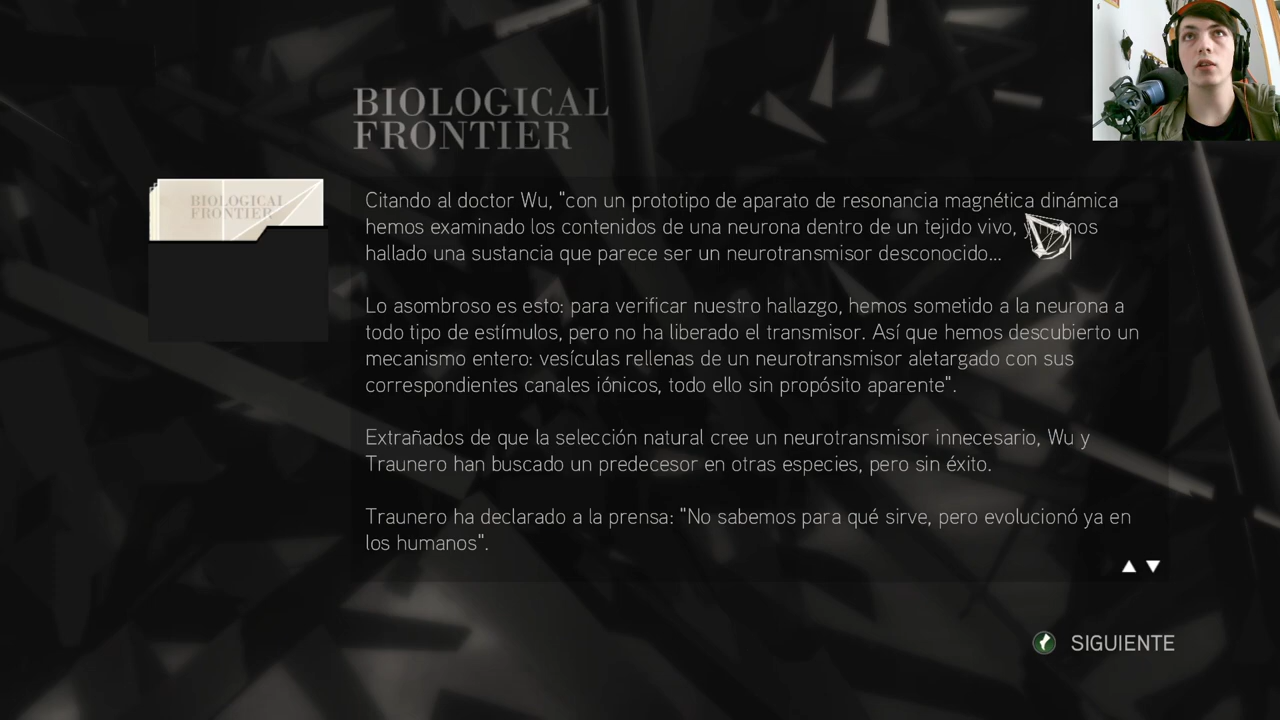 BIOLOGICAL
FRONTIER
BIOLOGICAL
FRONTIER
Citando al doctor Wu, "con un prototipo de aparato de resonancia magnética dinámica
hemos examinado los contenidos de una neurona dentro de un tejido vivo,
hallado una sustancia que parece ser un neurotransmisor desconocido...
Lo asombroso es esto: para verificar nuestro hallazgo, hemos sometido a la neurona a
todo tipo de estímulos, pero no ha liberado el transmisor. Así que hemos descubierto un
mecanismo entero: vesículas rellenas de un neurotransmisor aletargado con sus
correspondientes canales iónicos, todo ello sin propósito aparente".
Extrañados de que la selección natural cree un neurotransmisor innecesario, Wu y
Traunero han buscado un predecesor en otras especies, pero sin éxito.
Traunero ha declarado a la prensa: "No sabemos para qué sirve, pero evolucionó ya en
los humanos".
SIGUIENTE